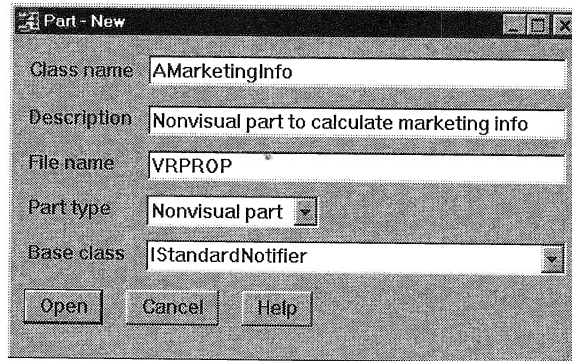 Part - New
Class name AMarketingInfo
Description Nonvisual part to calculate marketing info
File name VRPROP
Part type Nonvisual part
Base class IStandardNotifier
Open Cancel Help